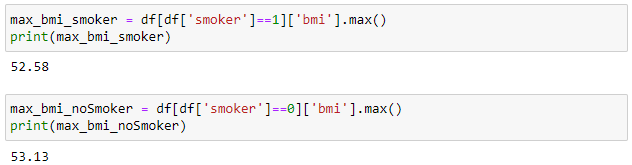 max_bmi_smoker = df[df['smoker']==1]['bmi'].max()
print(max_bmi_smoker)
52.58
max_bmi_noSmoker = df[df['smoker']==0]['bmi'].max()
print(max_bmi_noSmoker)
53.13